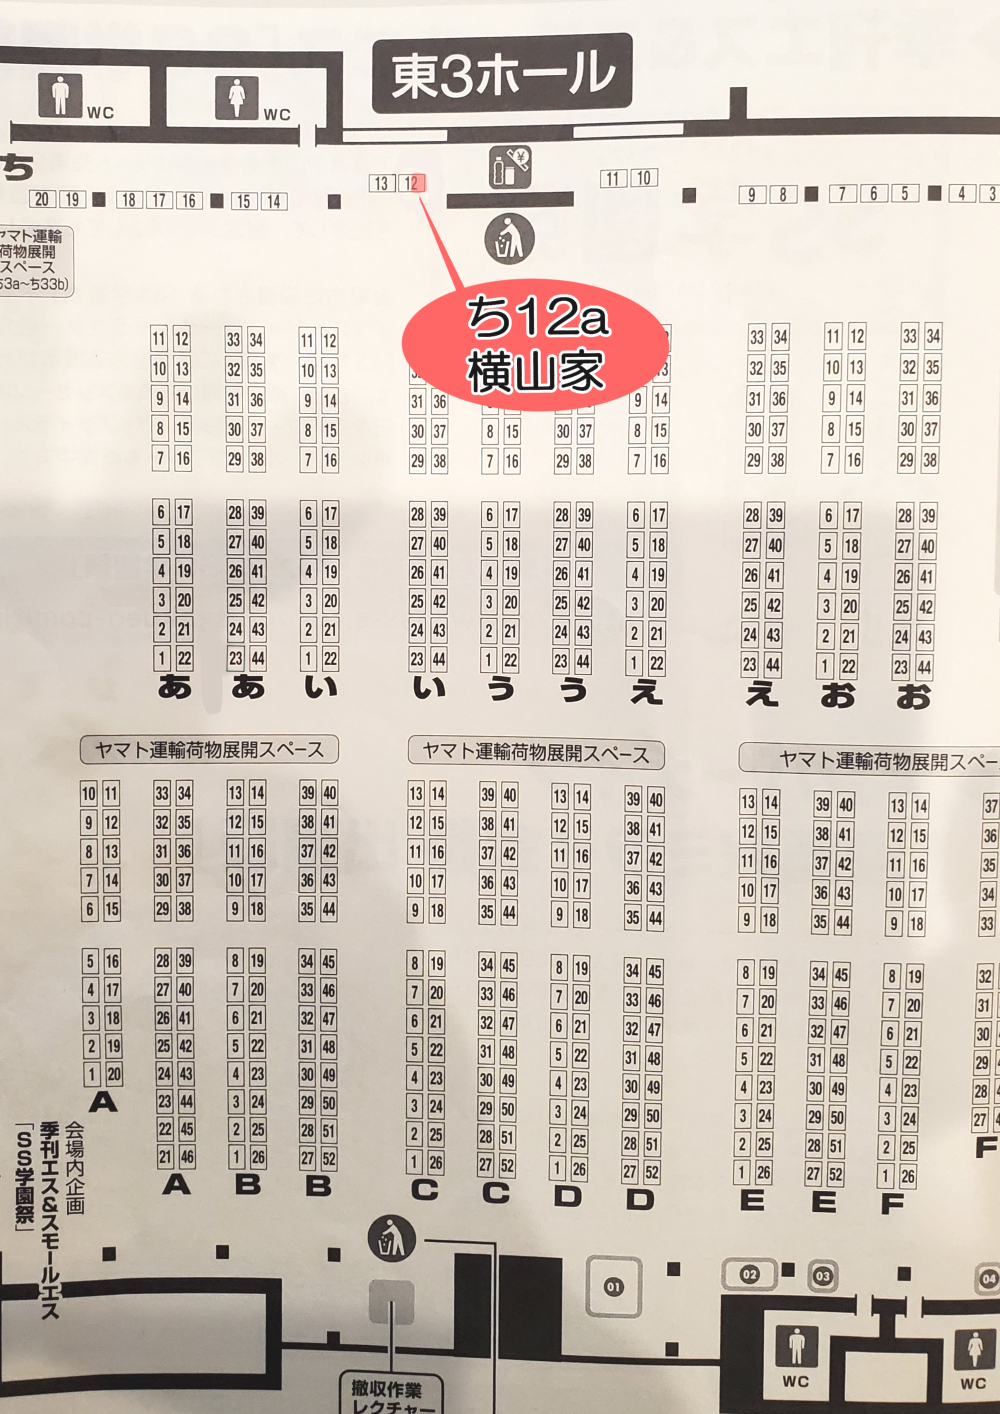 東3ホール
WC
WC
ち
20 19 18 17 16 15 14
13 12
11 10
9 8 7 6 5 4 3
ヤマト運輸
荷物展開
スペース
ち12a
横山家
11 12 33 34 11 12 33 34 11 12 33 34
10 13 32 35 10 13 32 35 10 13 32 35
9 14 31 36 9 14 31 36 9 14 31 36 9 14 31 36
8 15 30 37 8 15 30 37 8 15 30 37 8 15 30 37 8 15 30 37
7 16 29 38 7 16 29 38 7 16 29 38 7 16 29 38 7 16 29 38
6 17 28 39 6 17 28 39 6 17 28 39 6 17 28 39 6 17 28 39
5 18 27 40 5 18 27 40 5 18 27 40 5 18 27 40 5 18 27 40
4 19 26 41 4 19 26 41 4 19 26 41 4 19 26 41 4 19 26 41
3 20 25 42 3 20 25 42 3 20 25 42 3 20 25 42 3 20 25 42
2 21 24 43 2 21 24 43 2 21 24 43 2 21 24 43 2 21 24 43
1 22 23 44 1 22 23 44 1 22 23 44 1 22 23 44 1 22 23 44
あ あ い い う う え え お お
ヤマト運輸荷物展開スペース
ヤマト運輸荷物展開スペース
ヤマト運輸荷物展開スペー
10 11 33 34 13 14 39 40 13 14 39 40 13 14 39 40 13 14 39 40 13 14 37
9 12 32 35 12 15 38 41 12 15 38 41 12 15 38 41 12 15 38 41 12 15 36
8 13 31 36 11 16 37 42 11 16 37 42 11 16 37 42 11 16 37 42 11 16 35
7 14 30 37 10 17 36 43 10 17 36 43 10 17 36 43 10 17 36 43 10 17 34
6 15 29 38 9 18 35 44 9 18 35 44 9 18 35 44 9 18 35 44 9 18 33
5 16 28 39 8 19 34 45 8 19 34 45 8 19 34 45 8 19 34 45 8 19 32
4 17 27 40 7 20 33 46 7 20 33 46 7 20 33 46 7 20 33 46 7 20 31
3 18 26 41 6 21 32 47 6 21 32 47 6 21 32 47 6 21 32 47 6 21 30
2 19 25 42 5 22 31 48 5 22 31 48 5 22 31 48 5 22 31 48 5 22 29
1 20 24 43 4 23 30 49 4 23 30 49 4 23 30 49 4 23 30 49 4 23 28
23 44 3 24 29 50 3 24 29 50 3 24 29 50 3 24 29 50 3 24 27
22 45 2 25 28 51 2 25 28 51 2 25 28 51 2 25 28 51 2 25
21 46 1 26 27 52 1 26 27 52 1 26 27 52 1 26 27 52 1 26
A A B B C C D D E E F F
会場内企画
季刊エス&スモールエス
「SS学園祭」
01
02
03
04
WC
WC
撤収作業
レクチャー